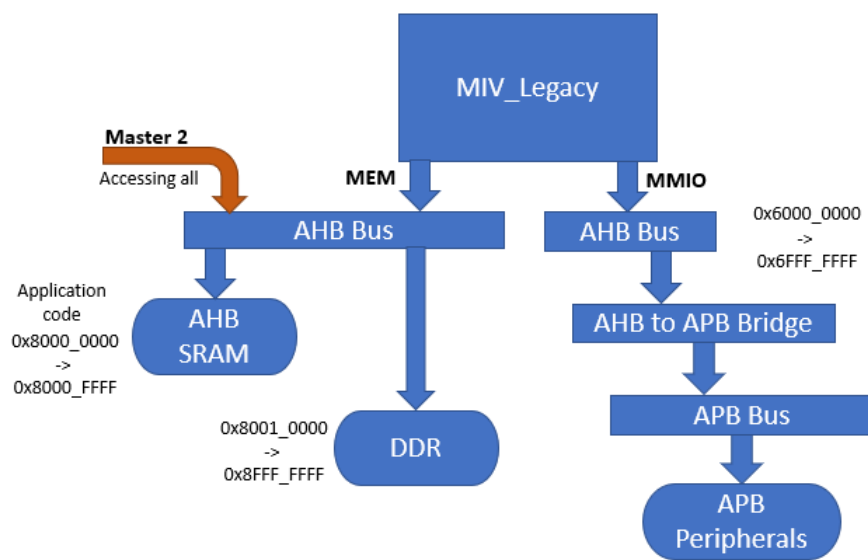 MIV_Legacy
Master 2
Accessing all
MEM
MMIO
AHB Bus
AHB Bus
0x6000_0000
->
0x6FFF_FFFF
Application
code
0x8000_0000
->
0x8000_FFFF
AHB
SRAM
AHB to APB Bridge
0x8001_0000
->
0x8FFF_FFFF
DDR
APB Bus
APB
Peripherals